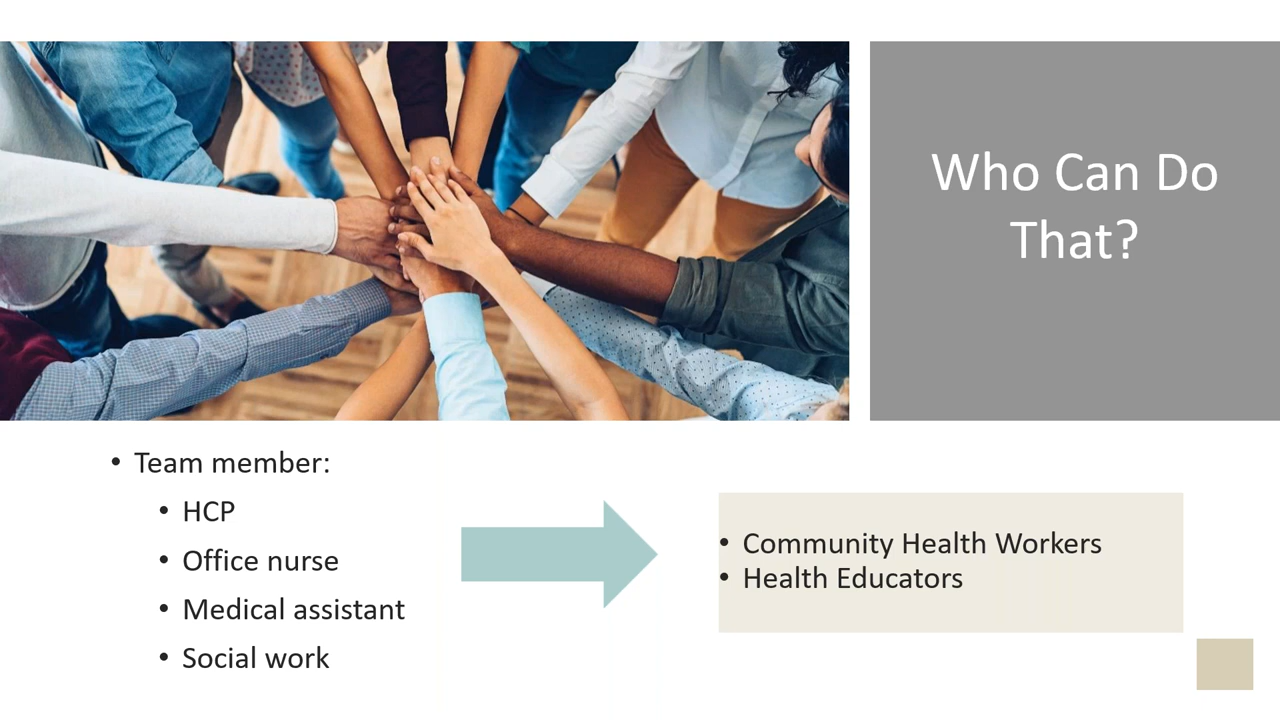 Who Can Do
That?
• Team member:
• HCP
• Office nurse
• Medical assistant
• Social work
• Community Health Workers
• Health Educators